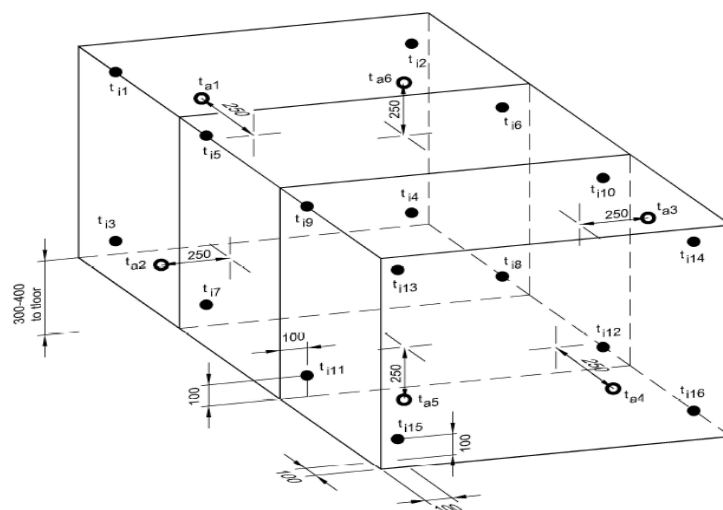 t i2
t i1
t a1
t a6
250
250
t i6
t i5
t i10
t i4
t i9
250
t a3
t i3
t i14
250
t a2
t i13
t i8
300-400
to floor
t i7
100
t i12
t i11
250
250
100
t a5
t a4
t i16
t i15
100
100
100